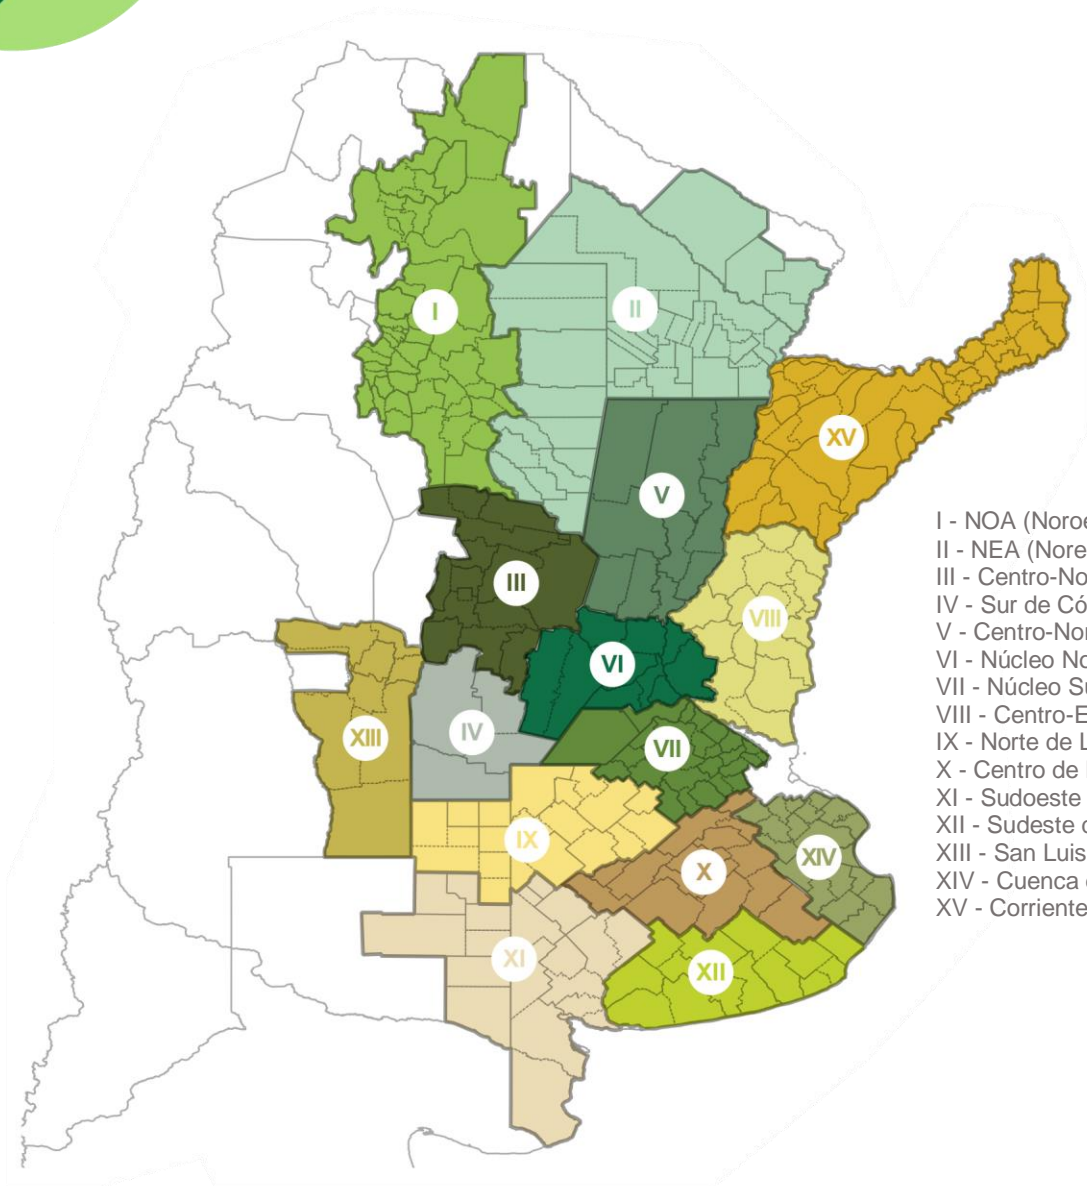 I
II
XV
V
III
VIII
VI
IV
XIII
VII
IX
XIV
X
XI
XII
I - NOA (Noroe
II - NEA (Nore
III - Centro-No
IV - Sur de Có
V - Centro-Nor
VI - Núcleo No
VII - Núcleo Su
VIII - Centro-E
IX - Norte de L
X - Centro de
XI - Sudoeste
XII - Sudeste
XIII - San Luis
XIV - Cuenca
XV - Corriente